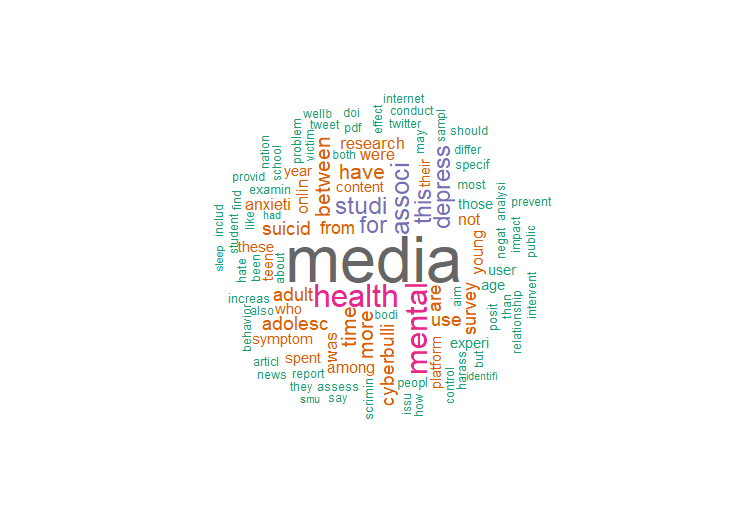 internet
wellb doi effect conduct
tweet pdf twitter sampl
problem victim research may should
nation school both were differ
provid year between have their specif
examin onlin content associ this depress most
find anxieti studi those prevent
includ student like had suicid from for not negat analysi
sleep these young impact public
hate been teen about media user
increas adult health mental are aim age posit than relationship intervent
behavior also who time more bodi use survey
adolesc
symptom was cyberbulli experi
articl spent among platform but
news report assess peopl control harass identifi
they
smu say scrimin issu how